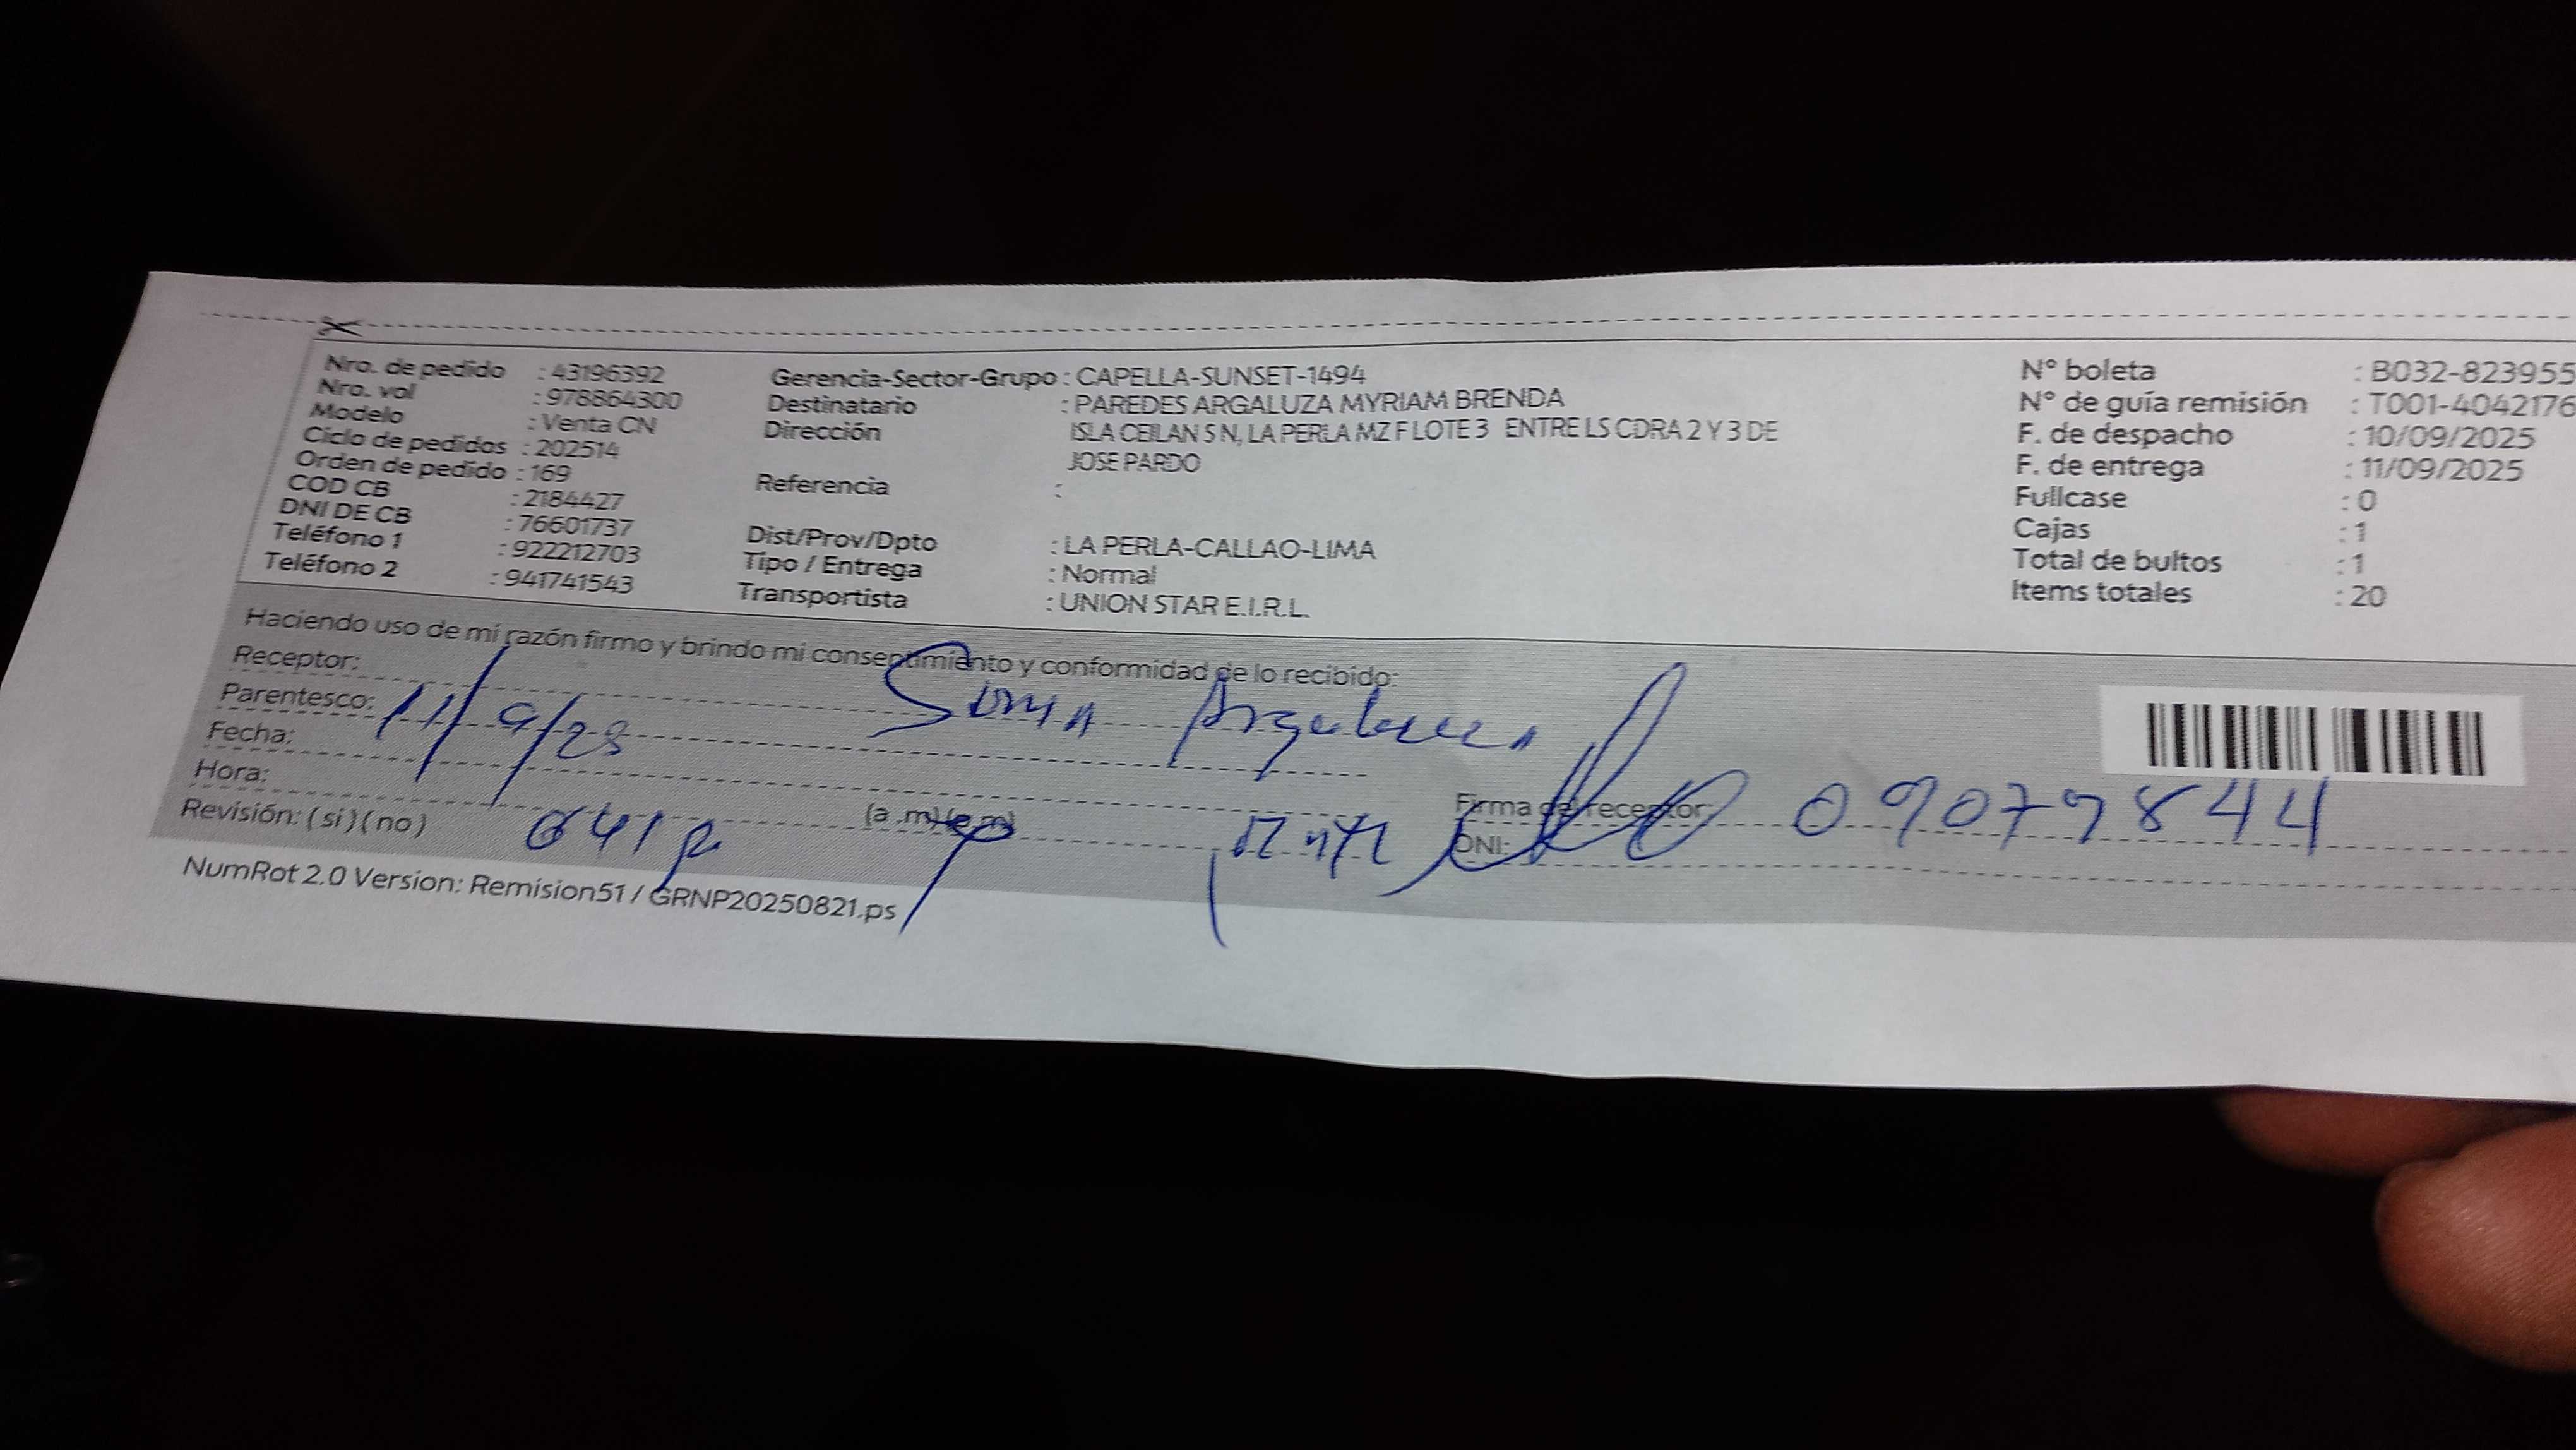 Nro. de pedido : 43196392
Nro. vol : 978864300
Modelo : Venta CN
Ciclo de pedidos : 202514
Orden de pedido : 169
COD CB : 2184427
DNI DE CB : 76601737
Teléfono 1 : 922212703
Teléfono 2 : 941741543
Gerencia-Sector-Grupo : CAPELLA-SUNSET-1494
Destinatario : PAREDES ARGALUZA MYRIAM BRENDA
Dirección ISLA CEILAN S N, LA PERLA MZ F LOTE 3 ENTRE LS CDRA 2 Y 3 DE
JOSE PARDO
Referencia :
Dist/Prov/Dpto : LA PERLA-CALLAO-LIMA
Tipo / Entrega : Normal
Transportista : UNION STAR E.I.R.L.
N° boleta : B032-823955
N° de guía remisión : T001-4042176
F. de despacho : 10/09/2025
F. de entrega : 11/09/2025
Fullcase : 0
Cajas : 1
Total de bultos : 1
Items totales : 20
Haciendo uso de mi razón firmo y brindo mi consentimiento y conformidad de lo recibido:
Receptor:
Parentesco: 11/9/25 Sonia Argaluza
Fecha:
Hora:
Revisión: (si) (no) 641 p (a .m) (p.m)
Firma de receptor:
DNI: 09079844
NumRot 2.0 Version: Remision51 / GRNP20250821.ps